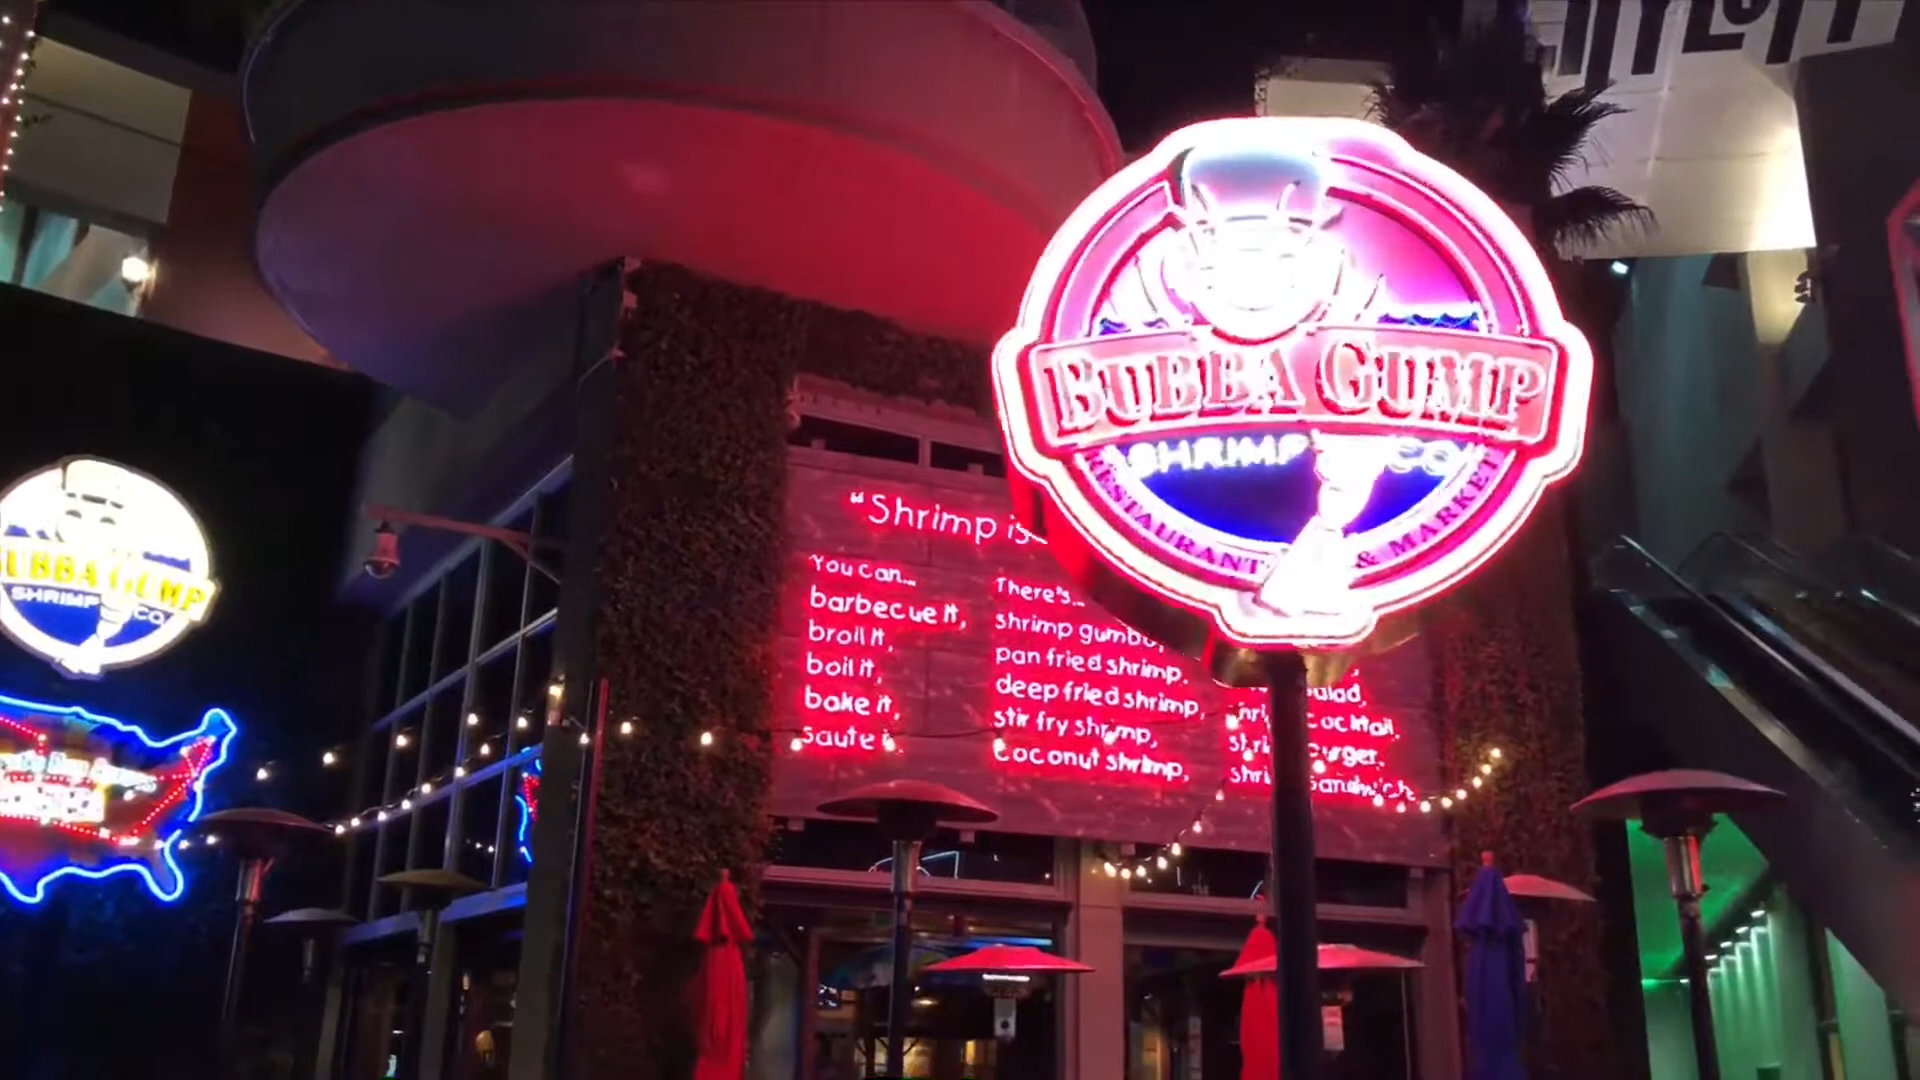 BUBBA GUMP
SHRIMP CO
RESTAURANT & MARKET
"Shrimp is
You can...
barbecue it,
broil it,
boil it,
bake it,
saute
There's...
shrimp gumbo,
pan fried shrimp.
deep fried shrimp,
stir fry shrimp,
coconut shrimp,
cocktail,
sandwich
BUBBA GUMP
SHRIMP CO